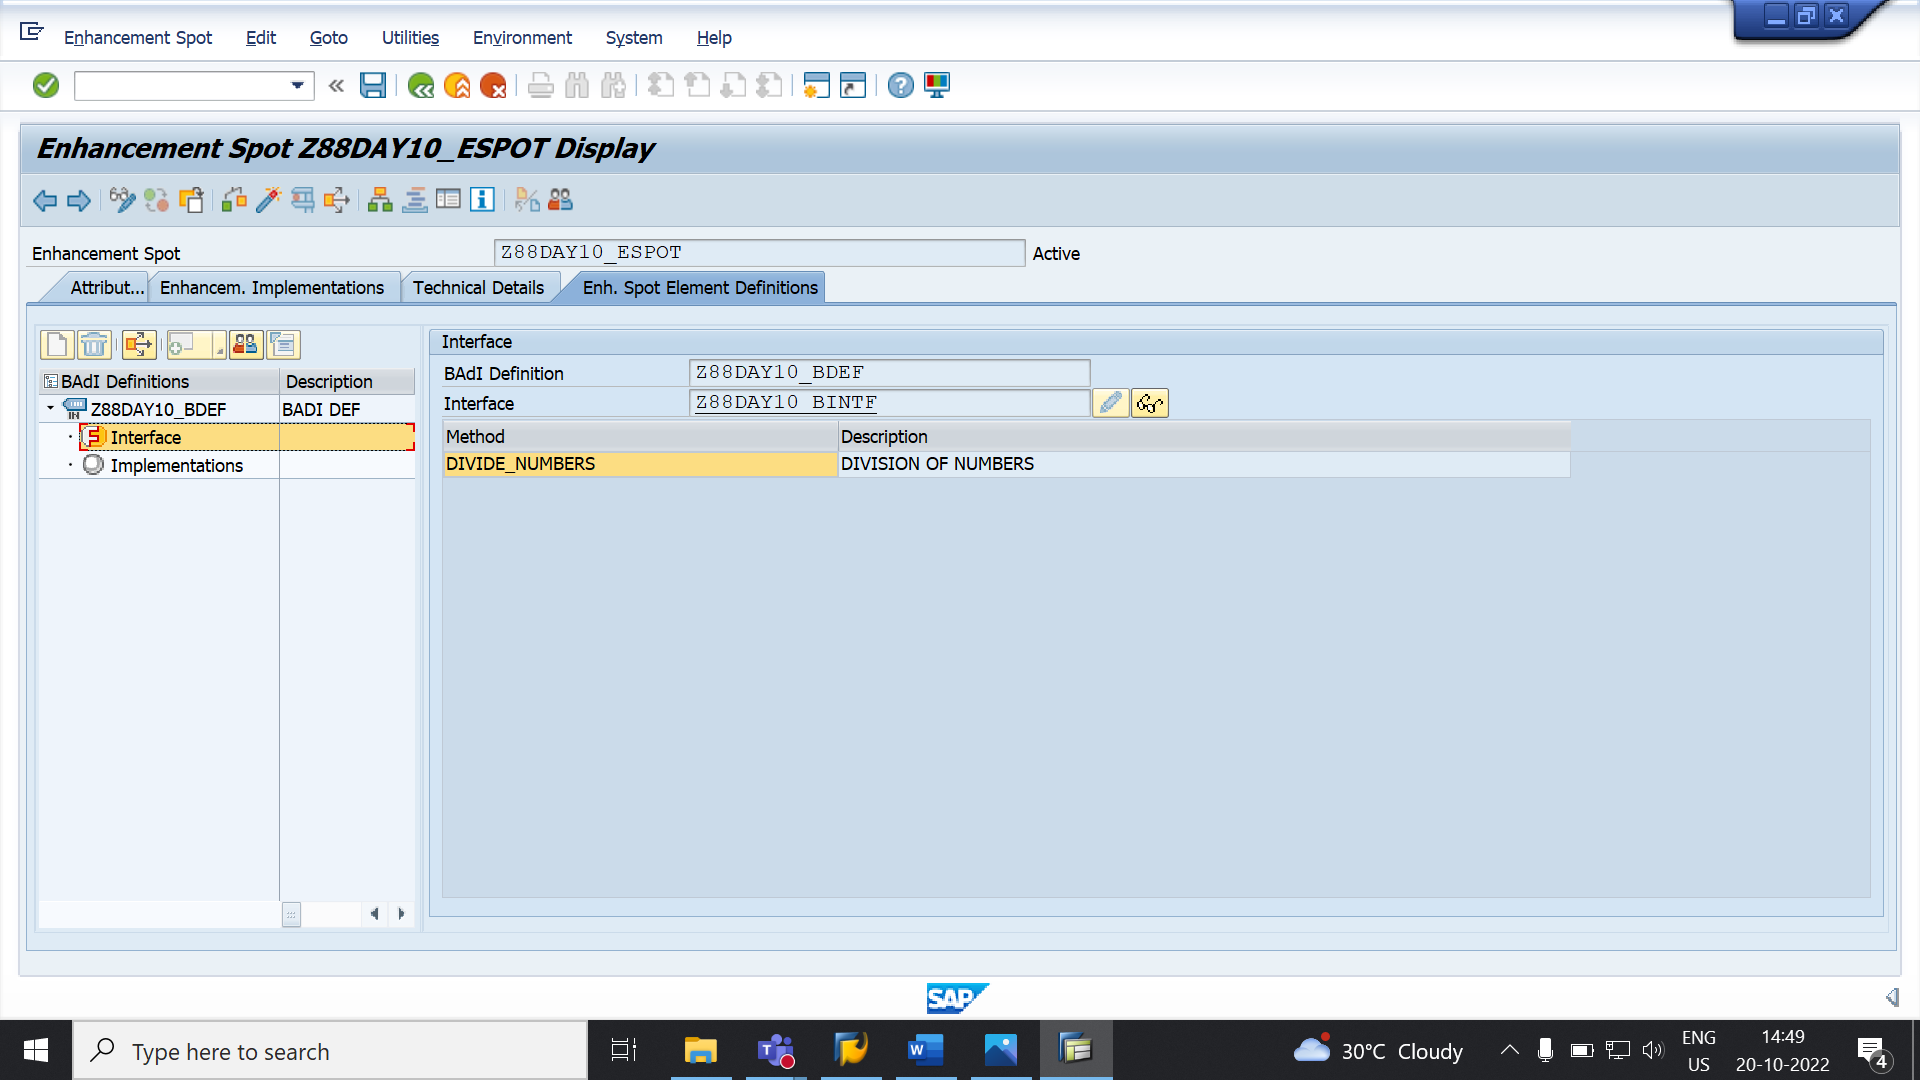 Enhancement Spot Edit Goto Utilities Environment System Help
Enhancement Spot Z88DAY10_ESPOT Display
Enhancement Spot Z88DAY10_ESPOT Active
Attribut... Enhancem. Implementations Technical Details Enh. Spot Element Definitions
Interface
BAdI Definitions Description
Z88DAY10_BDEF BADI DEF
IN
Interface
Implementations
BAdI Definition Z88DAY10_BDEF
Interface Z88DAY10_BINTF
Method Description
DIVIDE_NUMBERS DIVISION OF NUMBERS
SAP
Type here to search
30°C Cloudy
ENG
US
14:49
20-10-2022
4